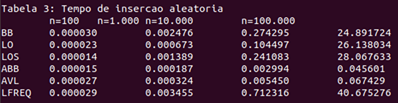 Tabela 3: Tempo de insercao aleatoria
n=100 n=1.000 n=10.000 n=100.000
BB 0.000030 0.002476 0.274295 24.891724
LO 0.000023 0.000673 0.104497 26.138034
LOS 0.000014 0.001389 0.241083 28.067633
ABB 0.000015 0.000187 0.002994 0.045601
AVL 0.000027 0.000324 0.005450 0.067429
LFREQ 0.000029 0.003455 0.712316 40.675276